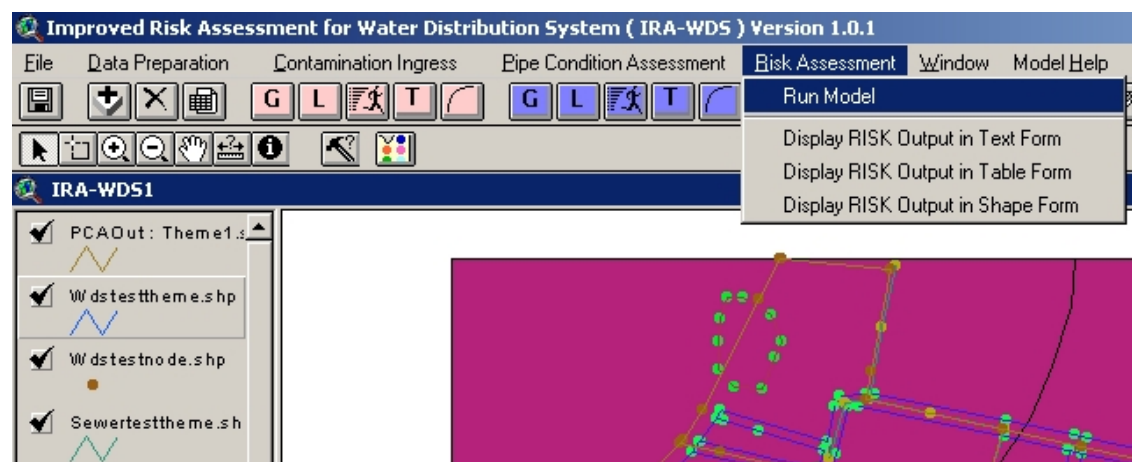 Improved Risk Assessment for Water Distribution System ( IRA-WDS ) Version 1.0.1
File Data Preparation Contamination Ingress Pipe Condition Assessment Risk Assessment Window Model Help
G L T G L T
Run Model
Display RISK Output in Text Form
Display RISK Output in Table Form
Display RISK Output in Shape Form
IRA-WDS1
PCAOut: Theme1.s
Wdstesttheme.shp
Wdstestnode.shp
Sewertesttheme.sh